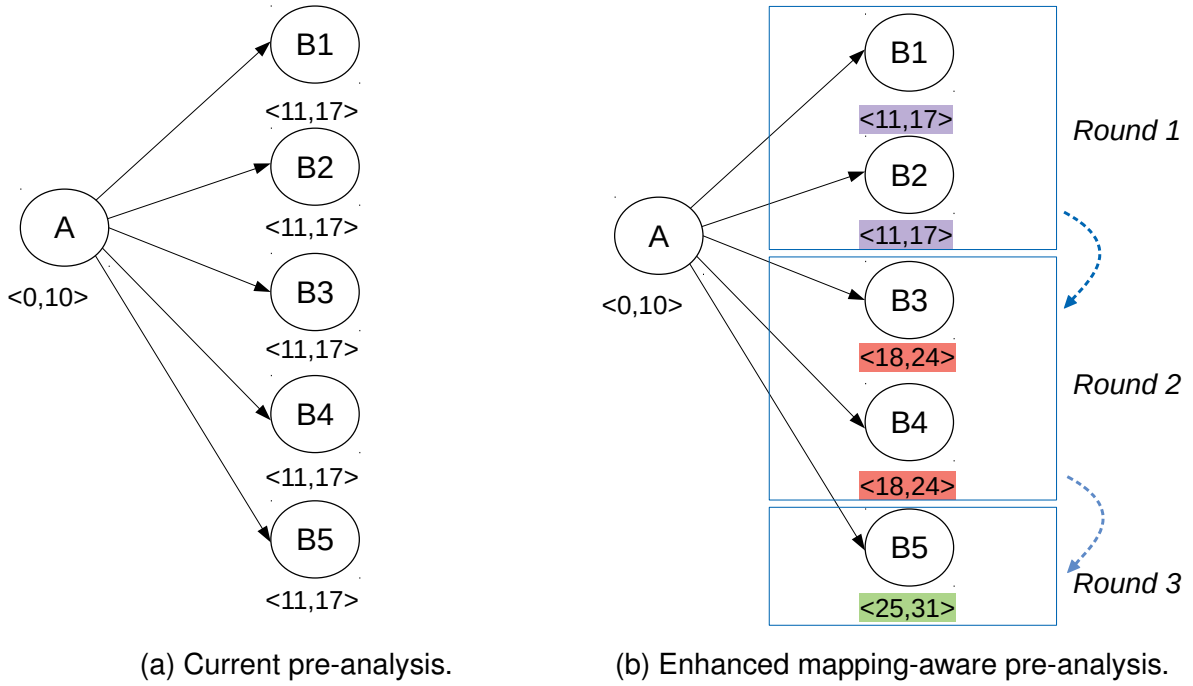 B1
<11,17>
B2
<11,17>
A
<0,10>
B3
<11,17>
B4
<11,17>
B5
<11,17>
(a) Current pre-analysis.
B1
<11,17>
Round 1
B2
<11,17>
A
<0,10>
B3
<18,24>
Round 2
B4
<18,24>
B5
<25,31>
Round 3
(b) Enhanced mapping-aware pre-analysis.